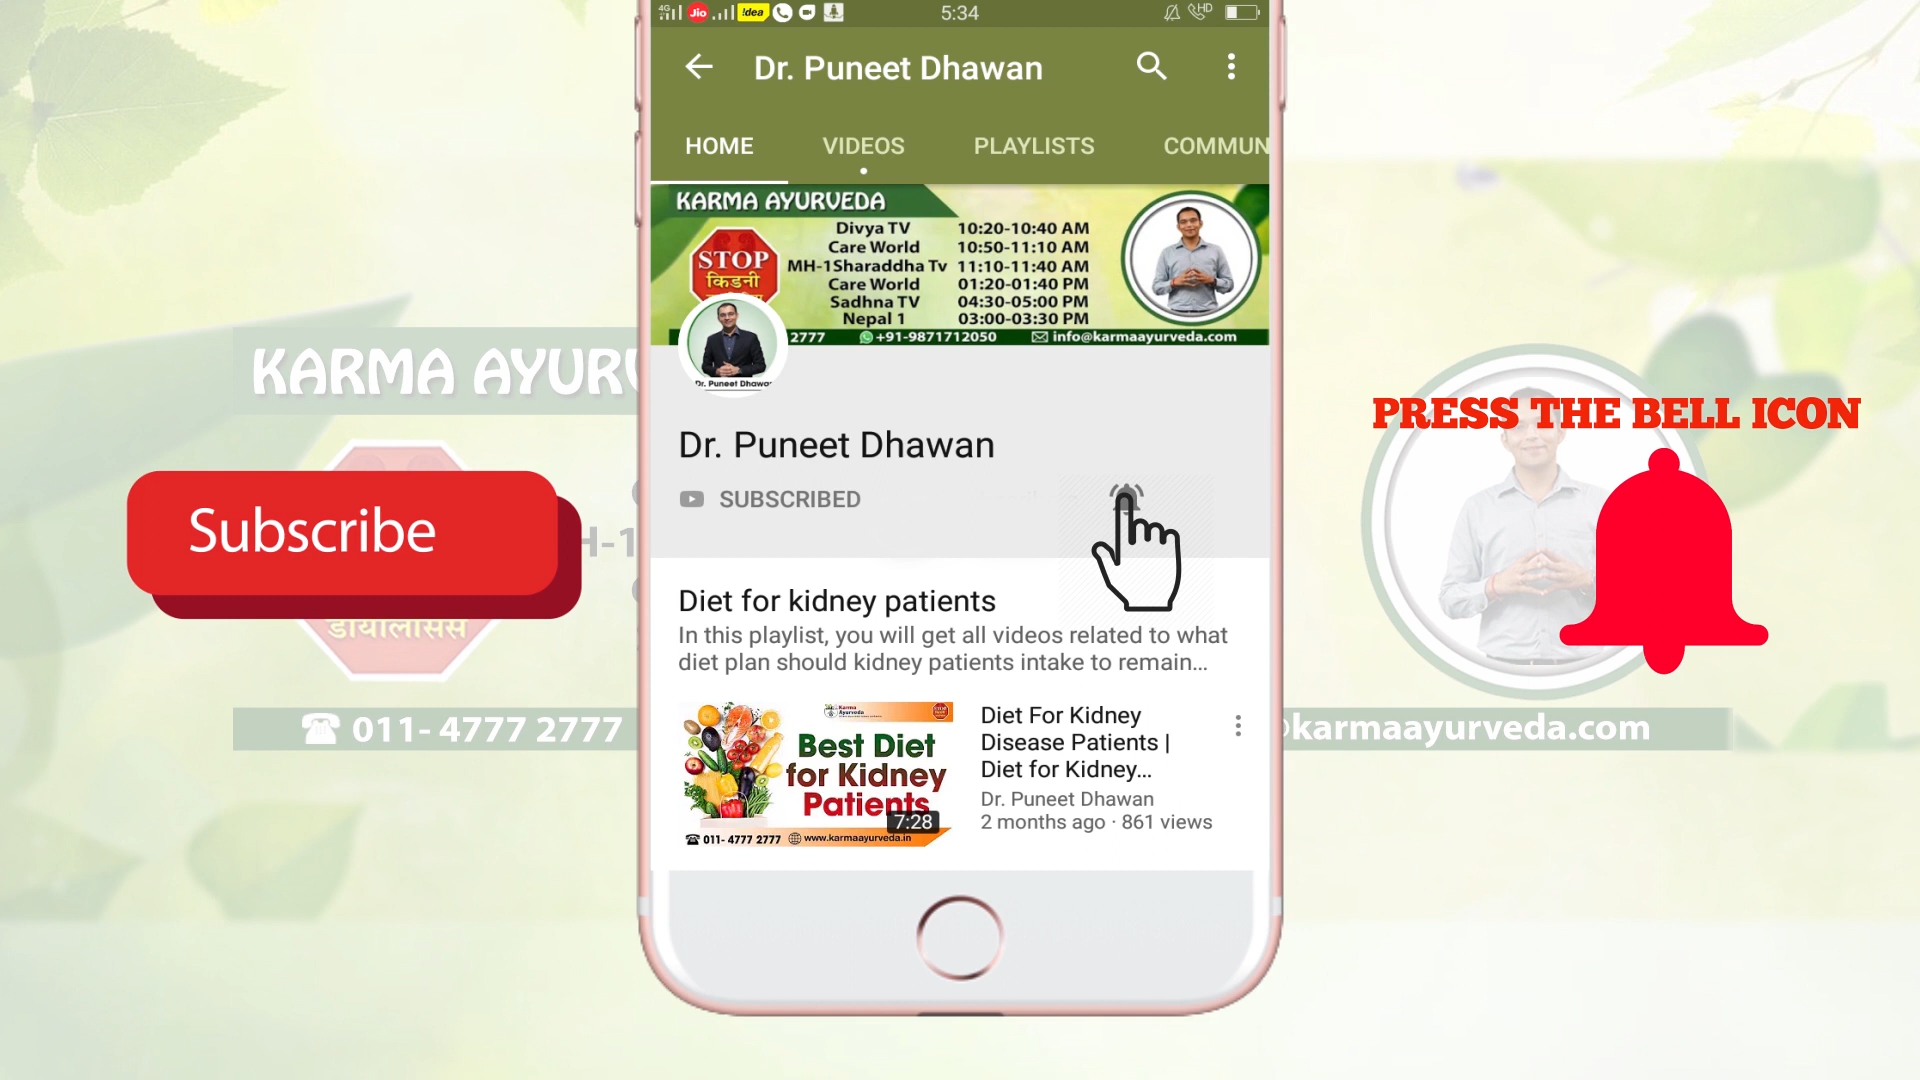 4G Jio !dea 5:34 HD
Dr. Puneet Dhawan
HOME VIDEOS PLAYLISTS COMMUN
KARMA AYURVEDA
STOP
किडनी
Divya TV 10:20-10:40 AM
Care World 10:50-11:10 AM
MH-1Sharaddha Tv 11:10-11:40 AM
Care World 01:20-01:40 PM
Sadhna TV 04:30-05:00 PM
Nepal 1 03:00-03:30 PM
2777 +91-9871712050 info@karmaayurveda.com
Dr. Puneet Dhawan
Dr. Puneet Dhawan
SUBSCRIBED
Diet for kidney patients
In this playlist, you will get all videos related to what
diet plan should kidney patients intake to remain...
Karma
Ayurveda
Best Diet
for Kidney
Patients
7:28
011- 4777 2777 www.karmaayurveda.in
Diet For Kidney
Disease Patients |
Diet for Kidney...
Dr. Puneet Dhawan
2 months ago · 861 views
KARMA AYUR
Subscribe
H-1
डायालिसिस
011- 4777 2777
PRESS THE BELL ICON
karmaayurveda.com